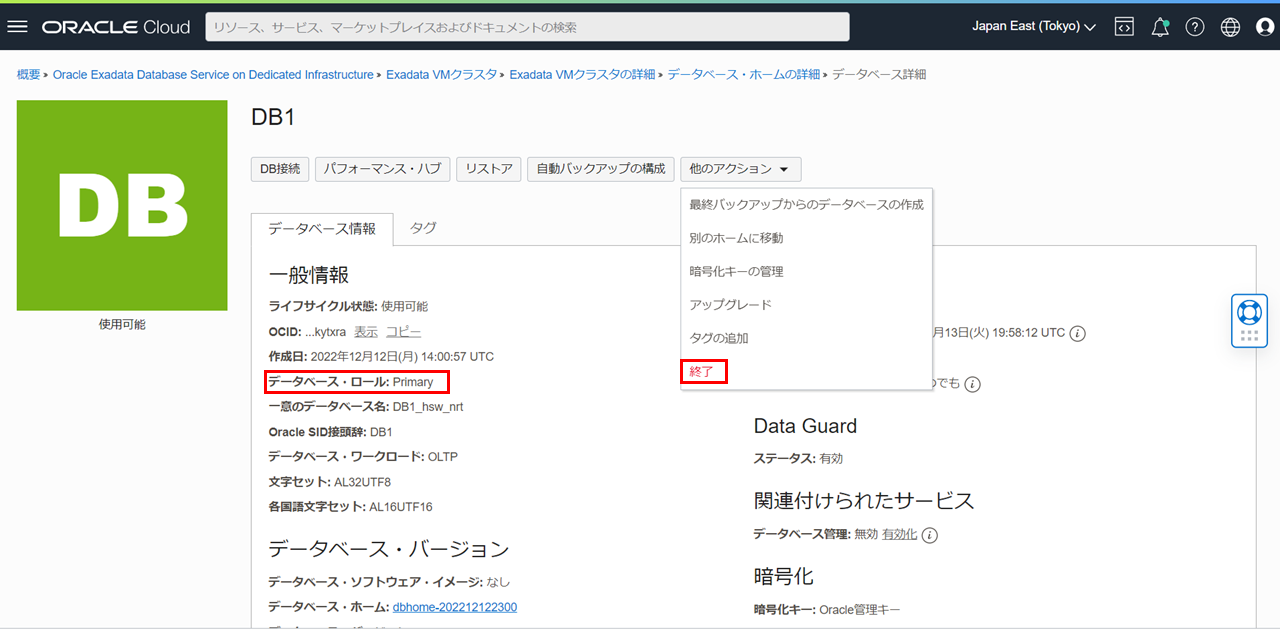 ORACLE Cloud
リソース、サービス、マーケットプレイスおよびドキュメントの検索
Japan East (Tokyo)
概要 » Oracle Exadata Database Service on Dedicated Infrastructure » Exadata VMクラスタ » Exadata VMクラスタの詳細 » データベース・ホームの詳細 » データベース詳細
DB
使用可能
DB1
DB接続 パフォーマンス・ハブ リストア 自動バックアップの構成 他のアクション
最終バックアップからのデータベースの作成
別のホームに移動
暗号化キーの管理
アップグレード
タグの追加
終了
データベース情報 タグ
一般情報
ライフサイクル状態: 使用可能
OCID: ...kytxra 表示 コピー
作成日: 2022年12月12日(月) 14:00:57 UTC
データベース・ロール: Primary
一意のデータベース名: DB1_hsw_nrt
Oracle SID接頭辞: DB1
データベース・ワークロード: OLTP
文字セット: AL32UTF8
各国語文字セット: AL16UTF16
データベース・バージョン
データベース・ソフトウェア・イメージ: なし
データベース・ホーム: dbhome-202212122300
月13日(火) 19:58:12 UTC
でも
Data Guard
ステータス: 有効
関連付けられたサービス
データベース管理: 無効 有効化
暗号化
暗号化キー: Oracle管理キー